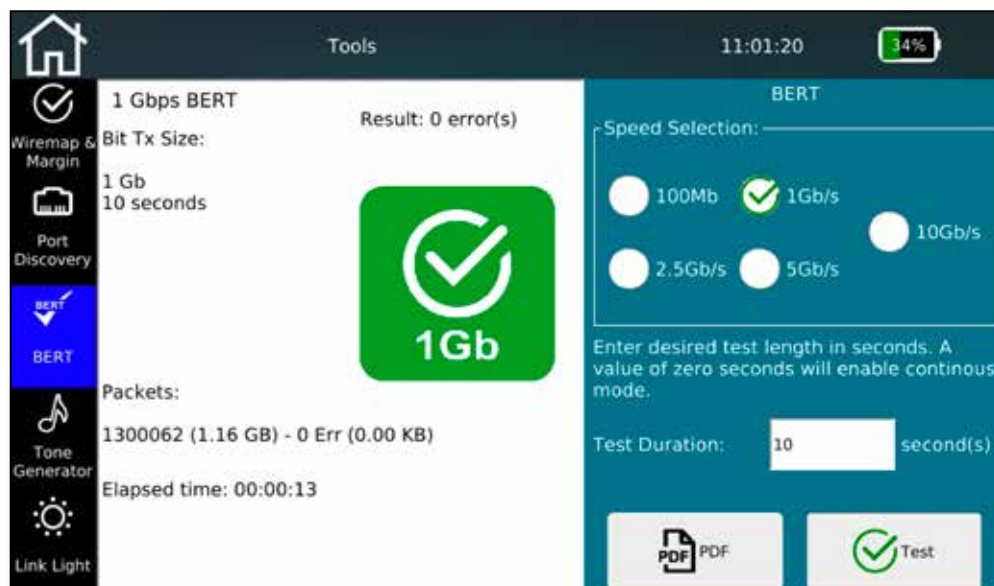 Tools
11:01:20
34%
Wiremap &
Margin
Port
Discovery
BERT
BERT
Tone
Generator
Link Light
1 Gbps BERT
Result: 0 error(s)
Bit Tx Size:
1 Gb
10 seconds
1Gb
Packets:
1300062 (1.16 GB) - 0 Err (0.00 KB)
Elapsed time: 00:00:13
BERT
Speed Selection:
100Mb
1Gb/s
10Gb/s
2.5Gb/s
5Gb/s
Enter desired test length in seconds. A
value of zero seconds will enable continous
mode.
Test Duration:
10
second(s)
PDF
PDF
Test